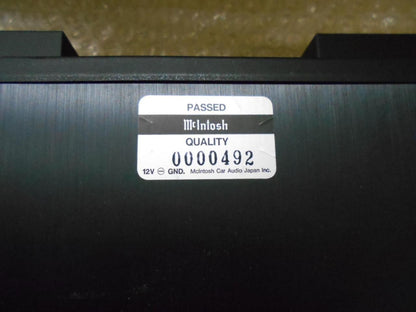 PASSED
McIntosh
QUALITY
0000492
12V ⊖ GND. McIntosh Car Audio Japan Inc.